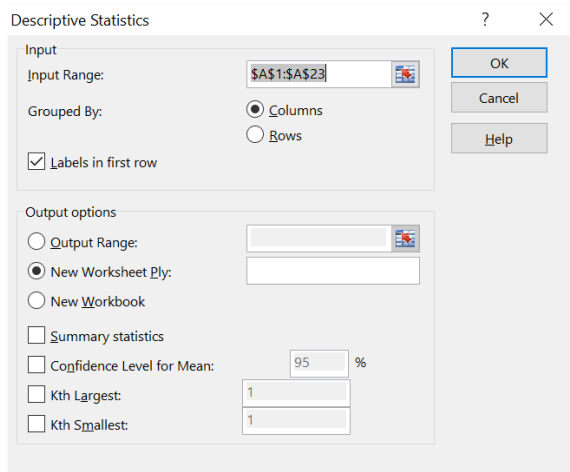 Descriptive Statistics ?
Input
Input Range: $A$1:$A$23
Grouped By: Columns
Rows
Labels in first row
OK
Cancel
Help
Output options
Output Range:
New Worksheet Ply:
New Workbook
Summary statistics
Confidence Level for Mean: 95 %
Kth Largest: 1
Kth Smallest: 1